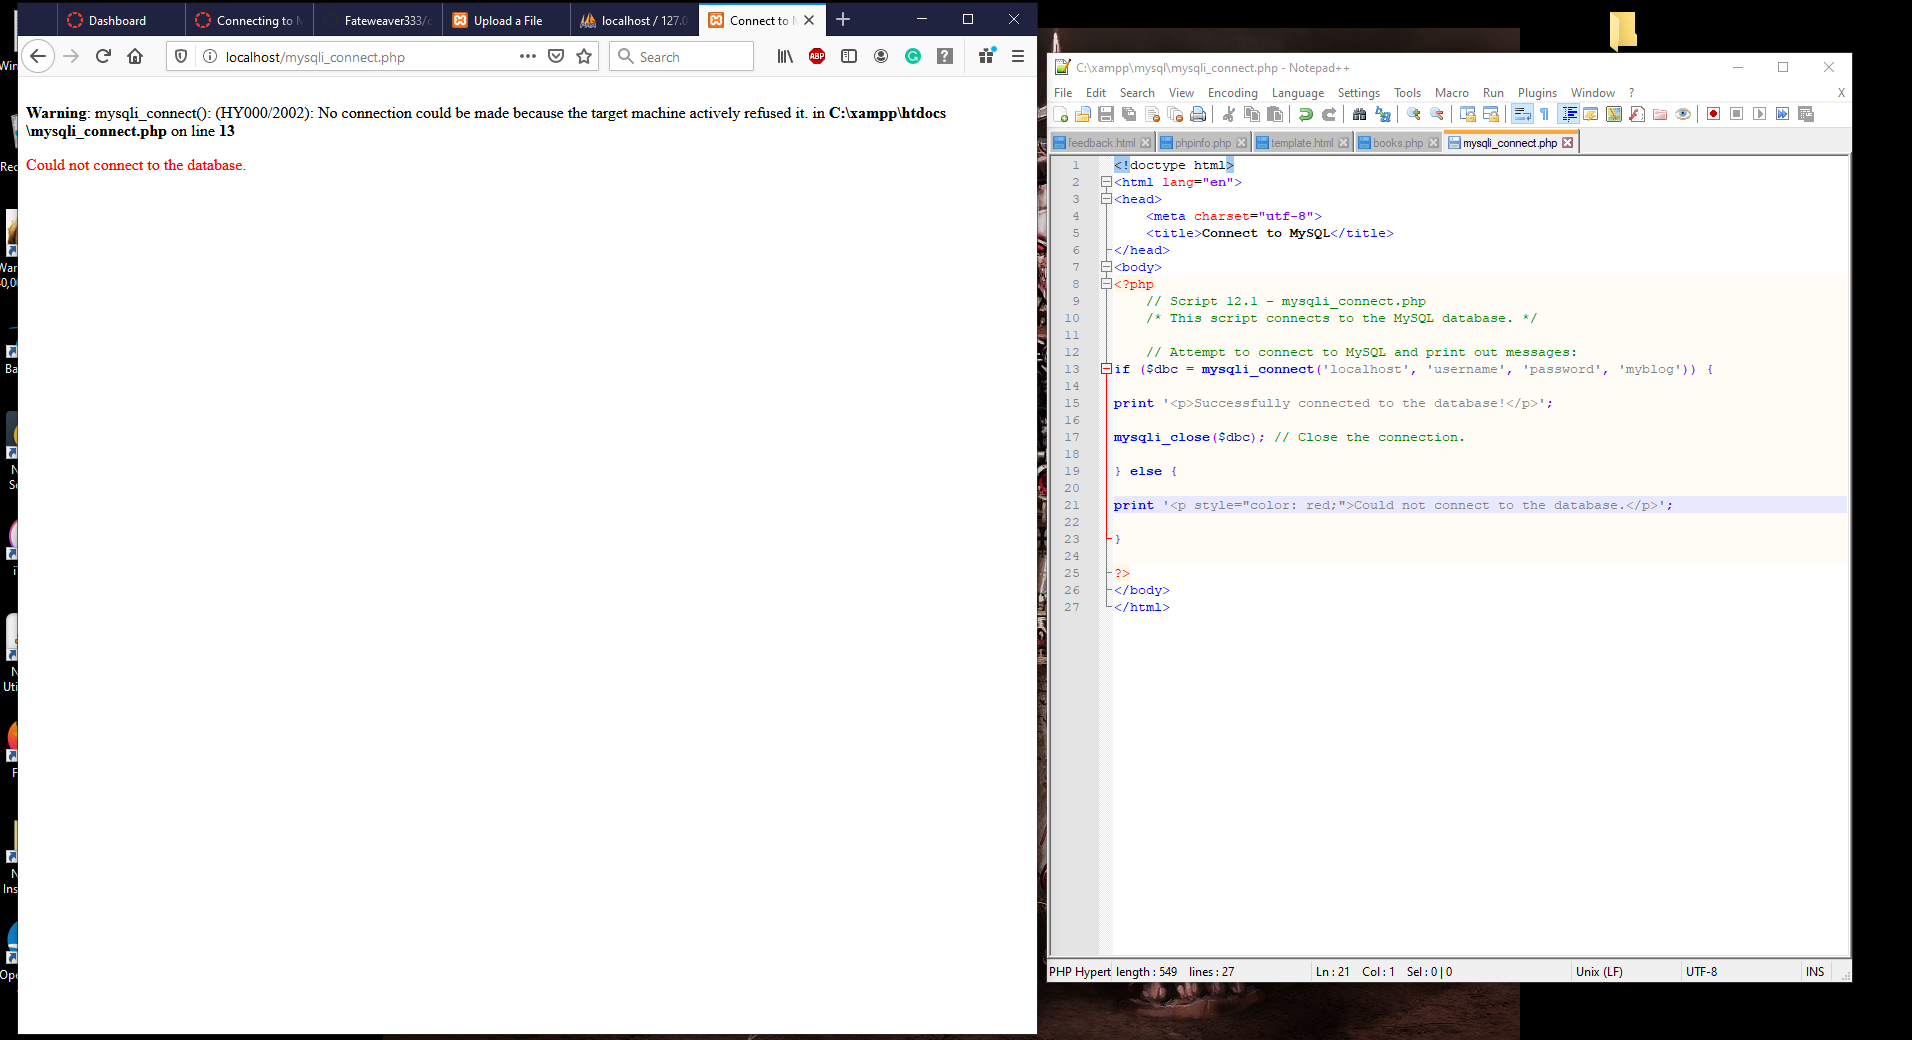 Dashboard
Connecting to M
Fateweaver333/c
Upload a File
localhost / 127.0
Connect to M
localhost/mysqli_connect.php
Search
ABP
Warning: mysqli_connect(): (HY000/2002): No connection could be made because the target machine actively refused it. in C:\xampp\htdocs
\mysqli_connect.php on line 13
Could not connect to the database.
C:\xampp\mysql\mysqli_connect.php - Notepad++
File Edit Search View Encoding Language Settings Tools Macro Run Plugins Window ? X
feedback.html
phpinfo.php
template.html
books.php
mysqli_connect.php
1 <!doctype html>
2 <html lang="en">
3 <head>
4 <meta charset="utf-8">
5 <title>Connect to MySQL</title>
6 </head>
7 <body>
8 <?php
9 // Script 12.1 - mysqli_connect.php
10 /* This script connects to the MySQL database. */
11
12 // Attempt to connect to MySQL and print out messages:
13 if ($dbc = mysqli_connect('localhost', 'username', 'password', 'myblog')) {
14
15 print '<p>Successfully connected to the database!</p>';
16
17 mysqli_close($dbc); // Close the connection.
18
19 } else {
20
21 print '<p style="color: red;">Could not connect to the database.</p>';
22
23 }
24
25 ?>
26 </body>
27 </html>
PHP Hypert length : 549 lines : 27 Ln : 21 Col : 1 Sel : 0 | 0 Unix (LF) UTF-8 INS